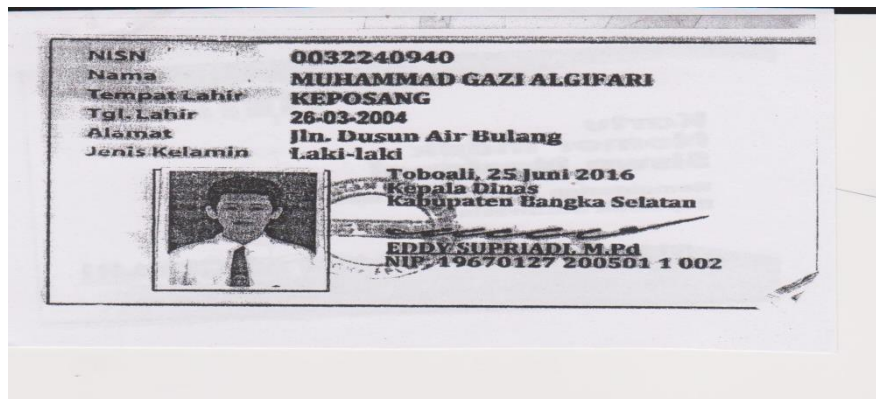 NISN 0032240940
Nama MUHAMMAD GAZI ALGIFARI
Tempat Lahir KEPOSANG
Tgl. Lahir 26-03-2004
Alamat Jln. Dusun Air Bulang
Jenis Kelamin Laki-laki
Toboali, 25 Juni 2016
Kepala Dinas
Kabupaten Bangka Selatan
EDDY SUPRIADI, M.Pd
NIP. 19670127 200501 1 002